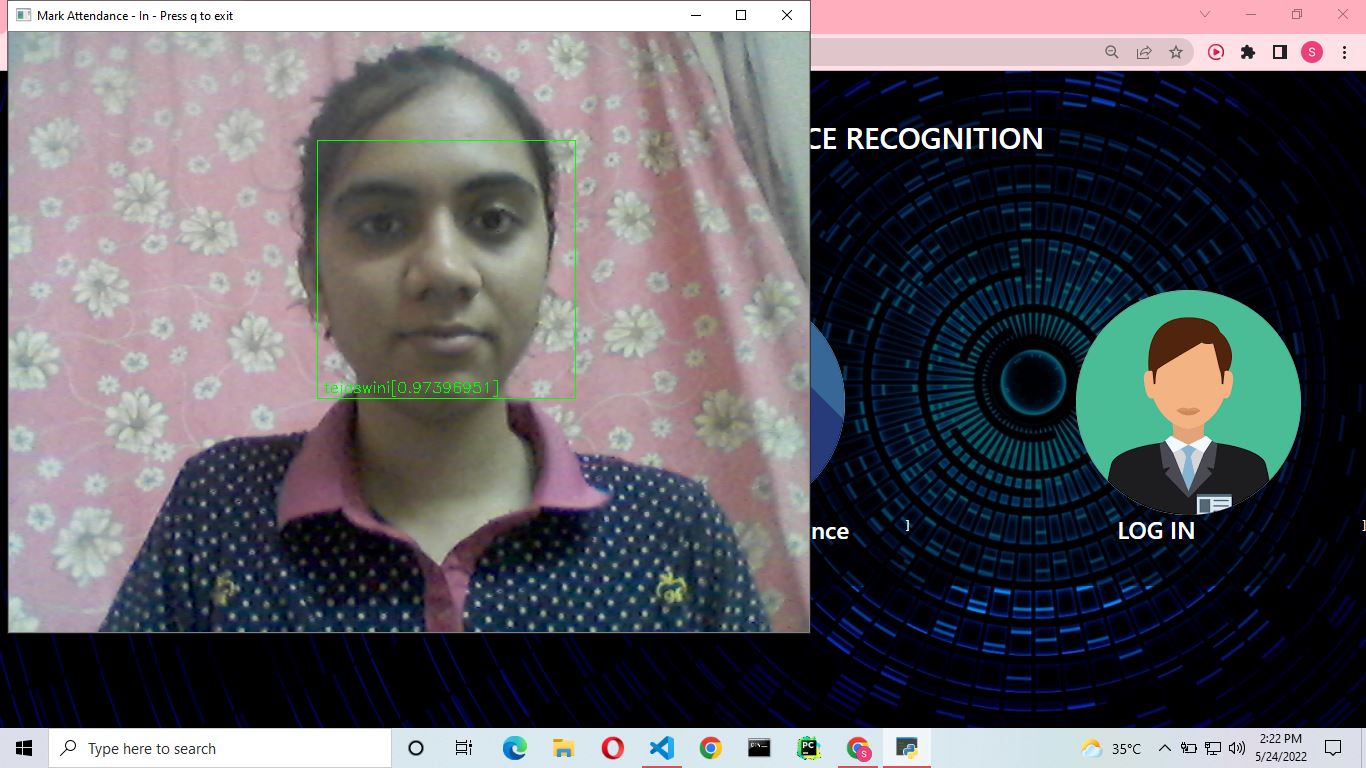 Mark Attendance - In - Press q to exit
S
CE RECOGNITION
tejaswini[0.97396951]
nce
]
LOG IN
]
Type here to search
S
35°C
2:22 PM
5/24/2022